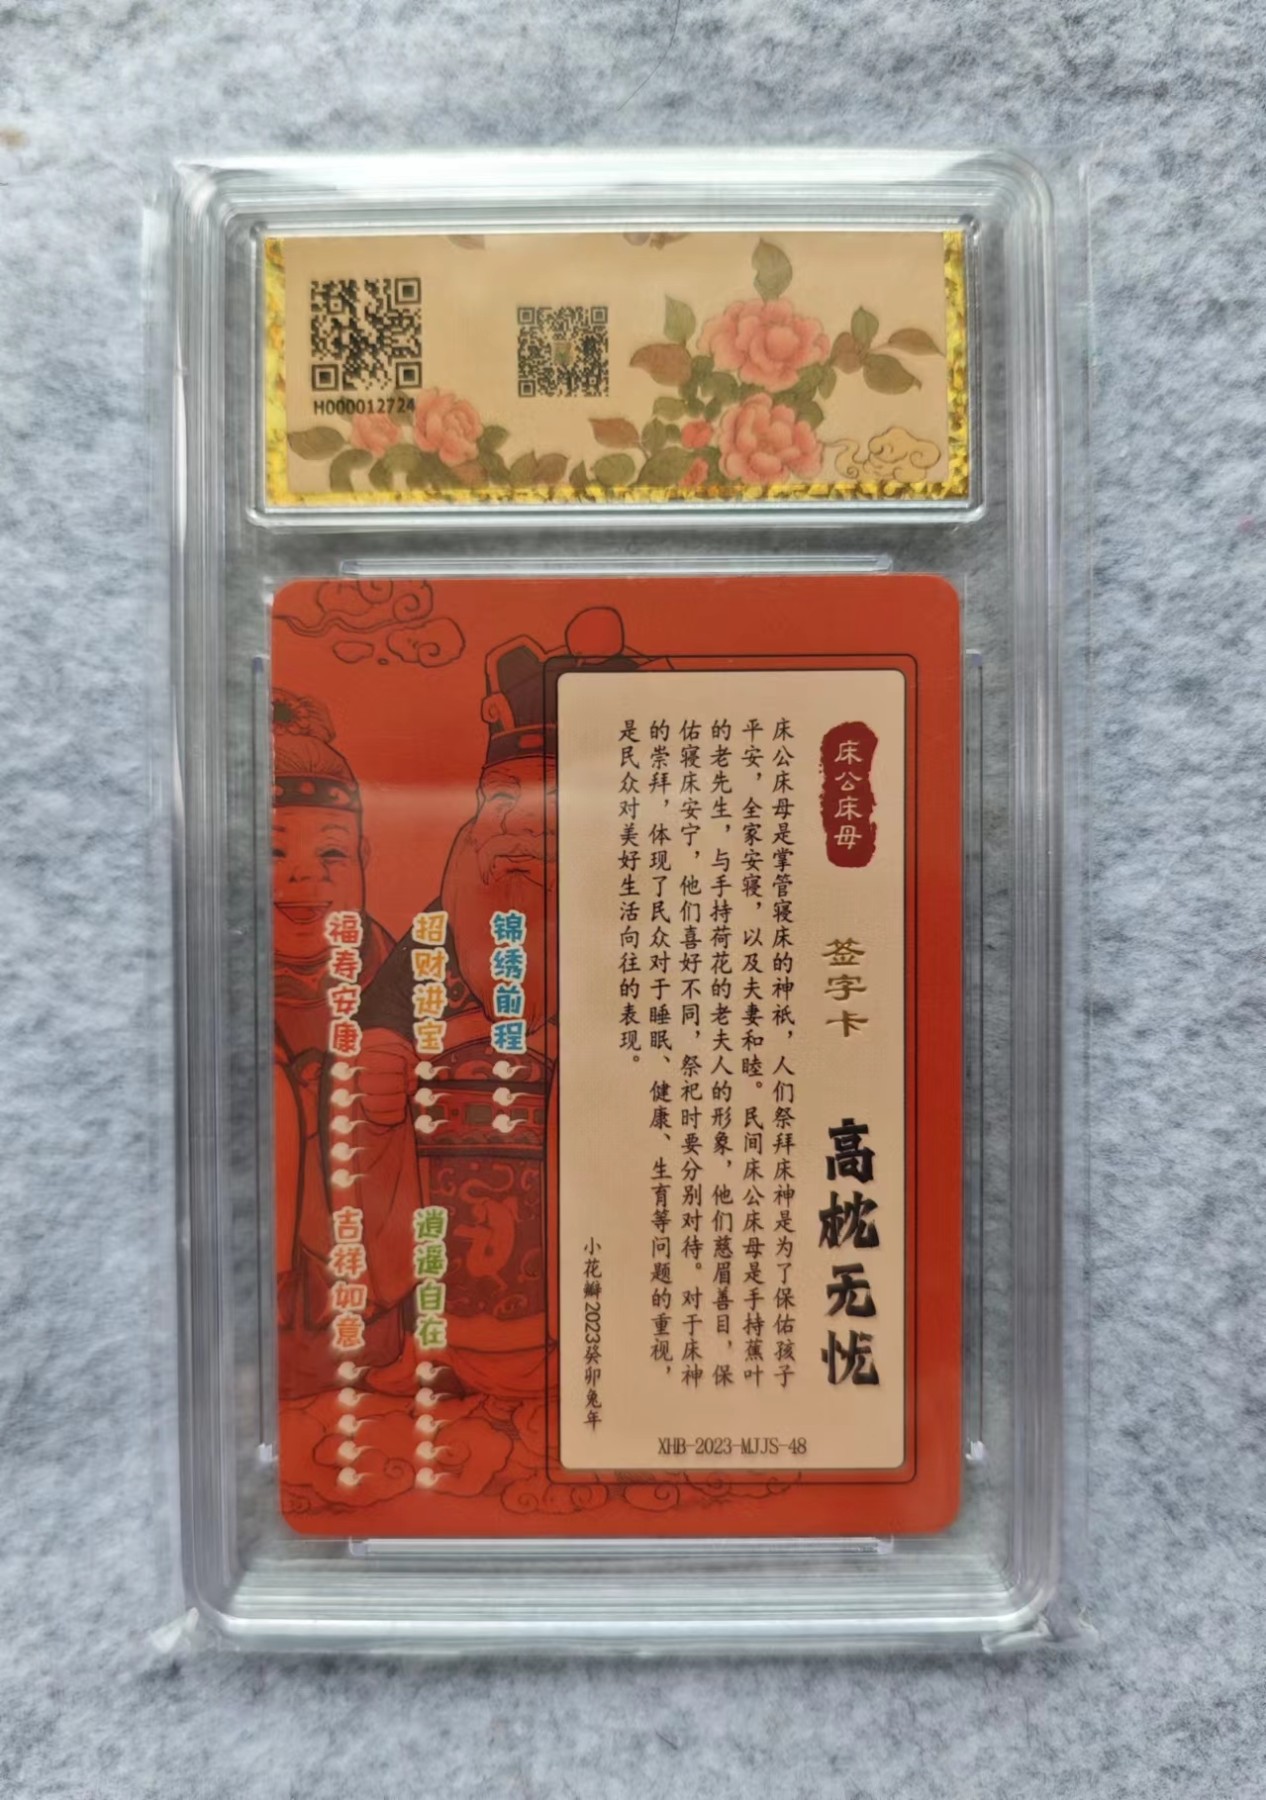 H000012724
床公床母
签字卡
高枕无忧
床公床母是掌管寝床的神祇，人们祭拜床神是为了保佑孩子
平安，全家安寝，以及夫妻和睦。民间床公床母是手持蕉叶
的老先生，与手持荷花的老夫人的形象，他们慈眉善目，保
佑寝床安宁，他们喜好不同，祭祀时要分别对待。对于床神
的崇拜，体现了民众对于睡眠、健康、生育等问题的重视，
是民众对美好生活向往的表现。
小花瓣2023癸卯兔年
XHB-2023-MJJS-48
锦绣前程
招财进宝
逍遥自在
福寿安康
吉祥如意